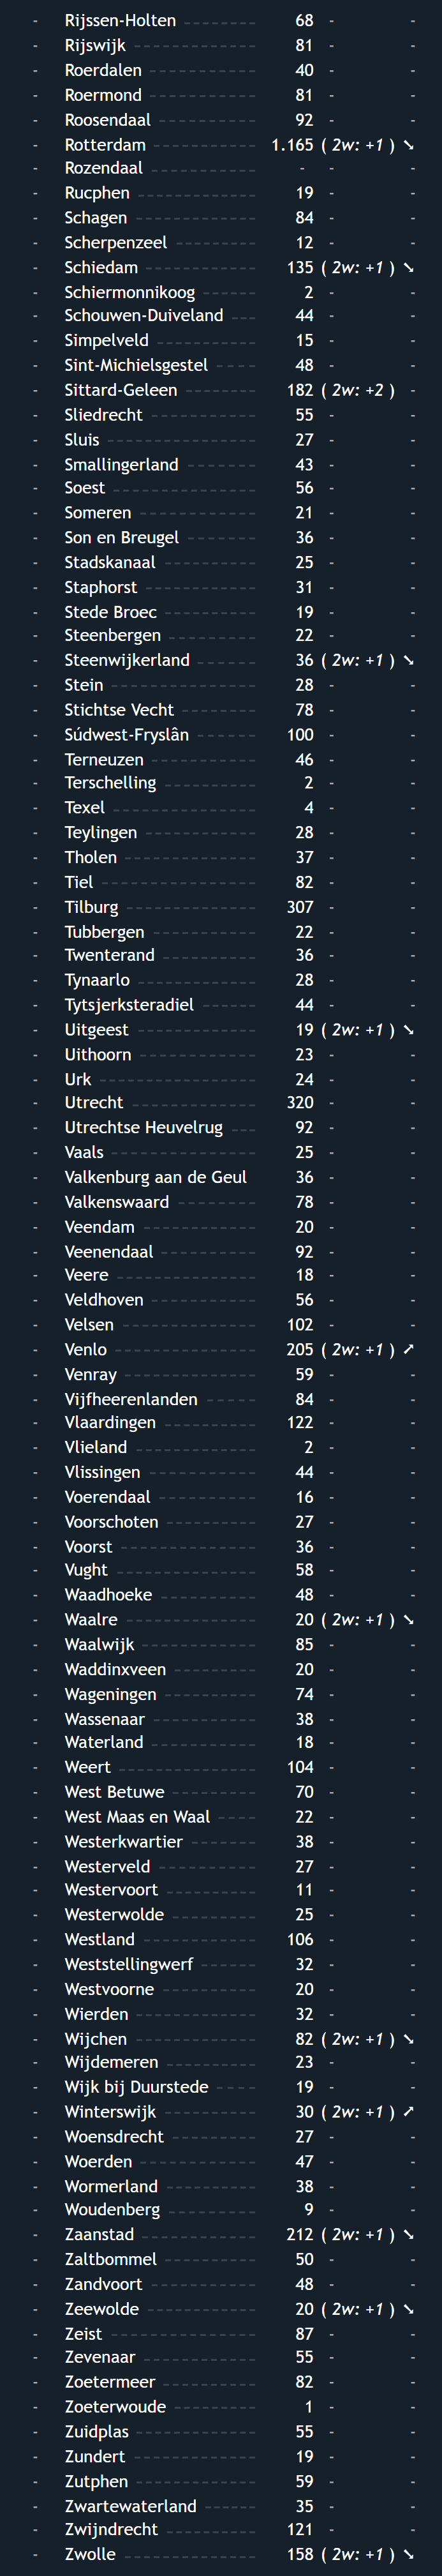 - Rijssen-Holten 68 - -
- Rijswijk 81 - -
- Roerdalen 40 - -
- Roermond 81 - -
- Roosendaal 92 - -
- Rotterdam 1.165 ( 2w: +1 ) ➘
- Rozendaal - - -
- Rucphen 19 - -
- Schagen 84 - -
- Scherpenzeel 12 - -
- Schiedam 135 ( 2w: +1 ) ➘
- Schiermonnikoog 2 - -
- Schouwen-Duiveland 44 - -
- Simpelveld 15 - -
- Sint-Michielsgestel 48 - -
- Sittard-Geleen 182 ( 2w: +2 ) -
- Sliedrecht 55 - -
- Sluis 27 - -
- Smallingerland 43 - -
- Soest 56 - -
- Someren 21 - -
- Son en Breugel 36 - -
- Stadskanaal 25 - -
- Staphorst 31 - -
- Stede Broec 19 - -
- Steenbergen 22 - -
- Steenwijkerland 36 ( 2w: +1 ) ➘
- Stein 28 - -
- Stichtse Vecht 78 - -
- Súdwest-Fryslân 100 - -
- Terneuzen 46 - -
- Terschelling 2 - -
- Texel 4 - -
- Teylingen 28 - -
- Tholen 37 - -
- Tiel 82 - -
- Tilburg 307 - -
- Tubbergen 22 - -
- Twenterand 36 - -
- Tynaarlo 28 - -
- Tytsjerksteradiel 44 - -
- Uitgeest 19 ( 2w: +1 ) ➘
- Uithoorn 23 - -
- Urk 24 - -
- Utrecht 320 - -
- Utrechtse Heuvelrug 92 - -
- Vaals 25 - -
- Valkenburg aan de Geul 36 - -
- Valkenswaard 78 - -
- Veendam 20 - -
- Veenendaal 92 - -
- Veere 18 - -
- Veldhoven 56 - -
- Velsen 102 - -
- Venlo 205 ( 2w: +1 ) ➚
- Venray 59 - -
- Vijfheerenlanden 84 - -
- Vlaardingen 122 - -
- Vlieland 2 - -
- Vlissingen 44 - -
- Voerendaal 16 - -
- Voorschoten 27 - -
- Voorst 36 - -
- Vught 58 - -
- Waadhoeke 48 - -
- Waalre 20 ( 2w: +1 ) ➘
- Waalwijk 85 - -
- Waddinxveen 20 - -
- Wageningen 74 - -
- Wassenaar 38 - -
- Waterland 18 - -
- Weert 104 - -
- West Betuwe 70 - -
- West Maas en Waal 22 - -
- Westerkwartier 38 - -
- Westerveld 27 - -
- Westervoort 11 - -
- Westerwolde 25 - -
- Westland 106 - -
- Weststellingwerf 32 - -
- Westvoorne 20 - -
- Wierden 32 - -
- Wijchen 82 ( 2w: +1 ) ➘
- Wijdemeren 23 - -
- Wijk bij Duurstede 19 - -
- Winterswijk 30 ( 2w: +1 ) ➚
- Woensdrecht 27 - -
- Woerden 47 - -
- Wormerland 38 - -
- Woudenberg 9 - -
- Zaanstad 212 ( 2w: +1 ) ➘
- Zaltbommel 50 - -
- Zandvoort 48 - -
- Zeewolde 20 ( 2w: +1 ) ➘
- Zeist 87 - -
- Zevenaar 55 - -
- Zoetermeer 82 - -
- Zoeterwoude 1 - -
- Zuidplas 55 - -
- Zundert 19 - -
- Zutphen 59 - -
- Zwartewaterland 35 - -
- Zwijndrecht 121 - -
- Zwolle 158 ( 2w: +1 ) ➘